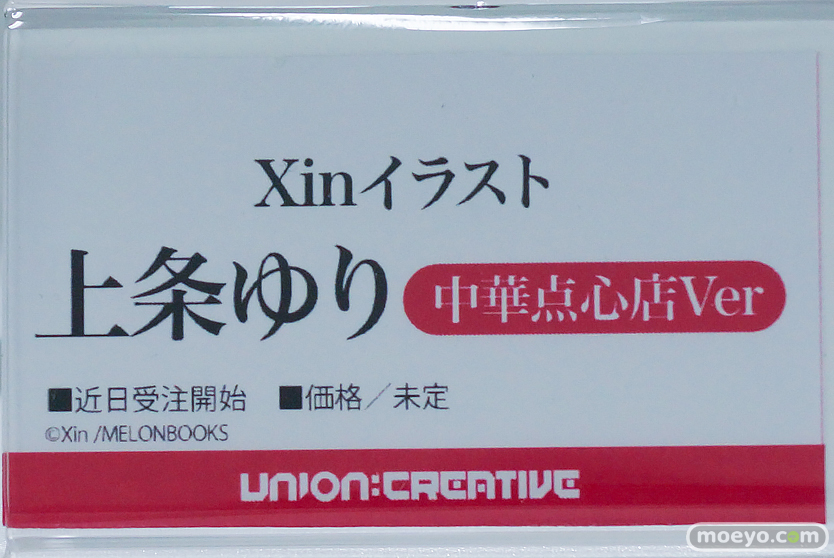 Xinイラスト
上条ゆり 中華点心店Ver
■近日受注開始 ■価格／未定
©Xin /MELONBOOKS
UNION:CREATIVE
moeyo.com